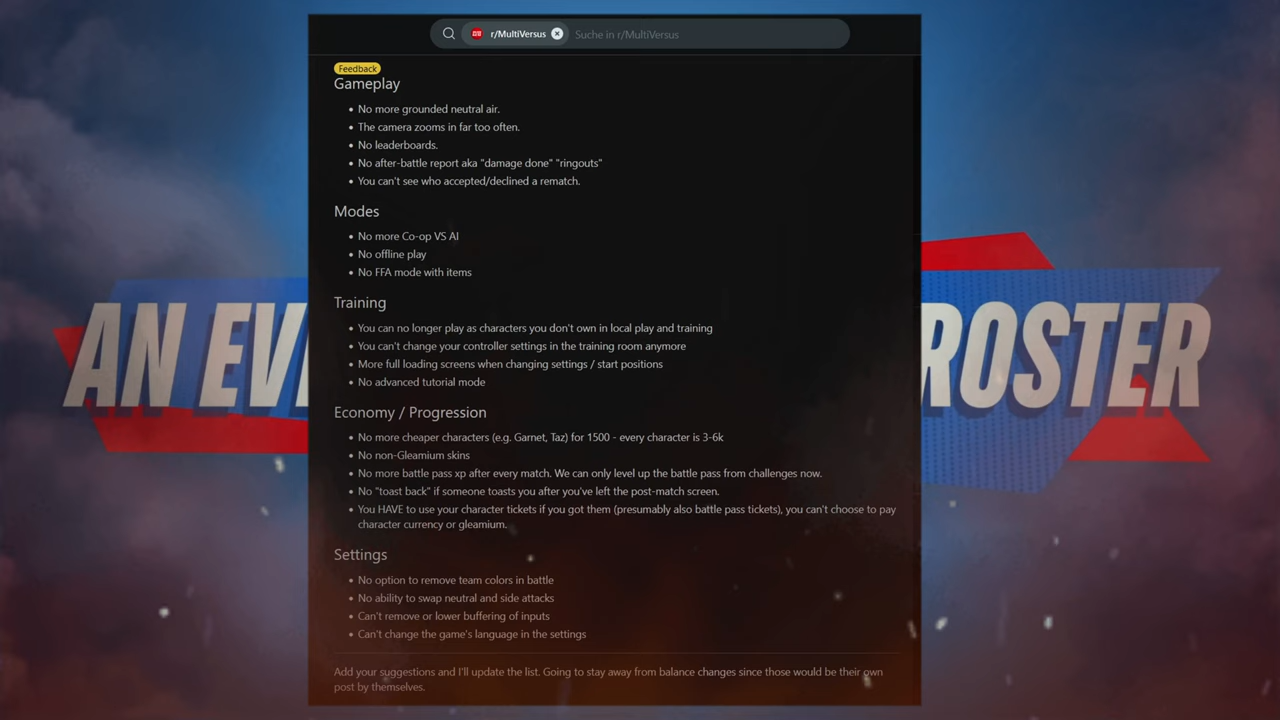 r/MultiVersus Suche in r/MultiVersus
Feedback
Gameplay
• No more grounded neutral air.
• The camera zooms in far too often.
• No leaderboards.
• No after-battle report aka "damage done" "ringouts"
• You can't see who accepted/declined a rematch.
Modes
• No more Co-op VS AI
• No offline play
• No FFA mode with items
Training
• You can no longer play as characters you don't own in local play and training
• You can't change your controller settings in the training room anymore
• More full loading screens when changing settings / start positions
• No advanced tutorial mode
Economy / Progression
• No more cheaper characters (e.g. Garnet, Taz) for 1500 - every character is 3-6k
• No non-Gleamium skins
• No more battle pass xp after every match. We can only level up the battle pass from challenges now.
• No "toast back" if someone toasts you after you've left the post-match screen.
• You HAVE to use your character tickets if you got them (presumably also battle pass tickets), you can't choose to pay
character currency or gleamium.
Settings
• No option to remove team colors in battle
• No ability to swap neutral and side attacks
• Can't remove or lower buffering of inputs
• Can't change the game's language in the settings
Add your suggestions and I'll update the list. Going to stay away from balance changes since those would be their own
post by themselves.
AN EV
ROSTER